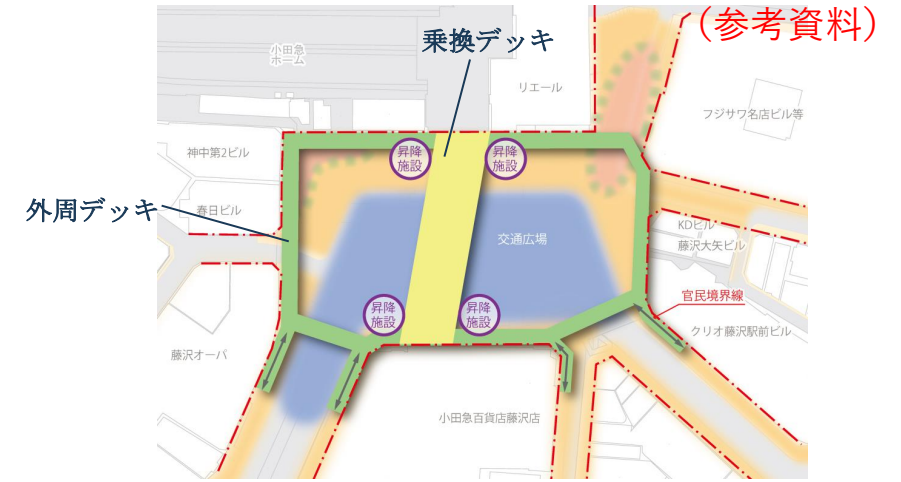 (参考資料)
乗換デッキ
小田急
ホーム
リエール
フジサワ名店ビル等
昇降
施設
昇降
施設
神中第2ビル
外周デッキ
春日ビル
KDビル
藤沢大矢ビル
交通広場
官民境界線
昇降
施設
昇降
施設
クリオ藤沢駅前ビル
藤沢オーパ
小田急百貨店藤沢店